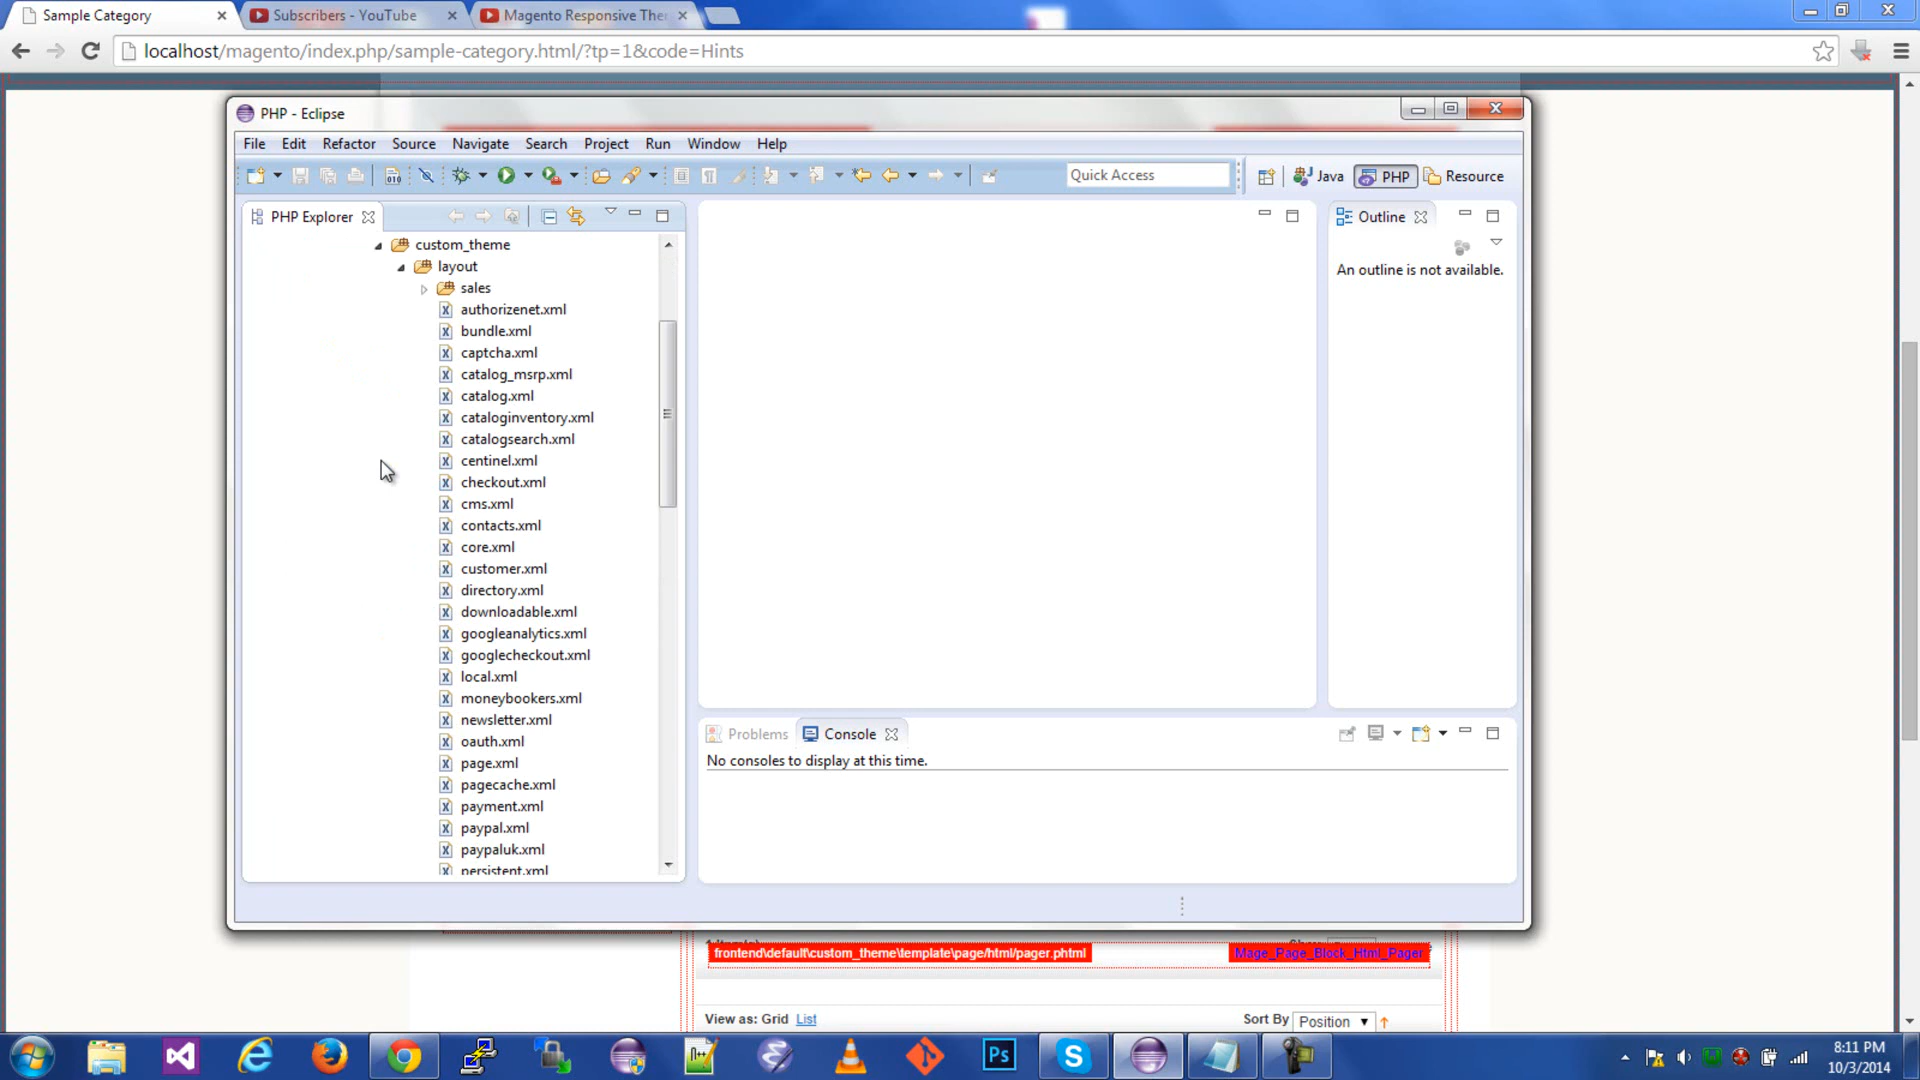 Sample Category
Subscribers - YouTube
Magento Responsive The
localhost/magento/index.php/sample-category.html/?tp=1&code=Hints
PHP - Eclipse
File Edit Refactor Source Navigate Search Project Run Window Help
Quick Access
Java
PHP
Resource
PHP Explorer
Outline
custom_theme
layout
sales
authorizenet.xml
bundle.xml
captcha.xml
catalog_msrp.xml
catalog.xml
cataloginventory.xml
catalogsearch.xml
centinel.xml
checkout.xml
cms.xml
contacts.xml
core.xml
customer.xml
directory.xml
downloadable.xml
googleanalytics.xml
googlecheckout.xml
local.xml
moneybookers.xml
newsletter.xml
oauth.xml
page.xml
pagecache.xml
payment.xml
paypal.xml
paypaluk.xml
persistent.xml
An outline is not available.
Problems
Console
No consoles to display at this time.
frontend\default\custom_theme\template\page/html/pager.phtml
Mage_Page_Block_Html_Pager
View as: Grid List
Sort By Position
8:11 PM
10/3/2014